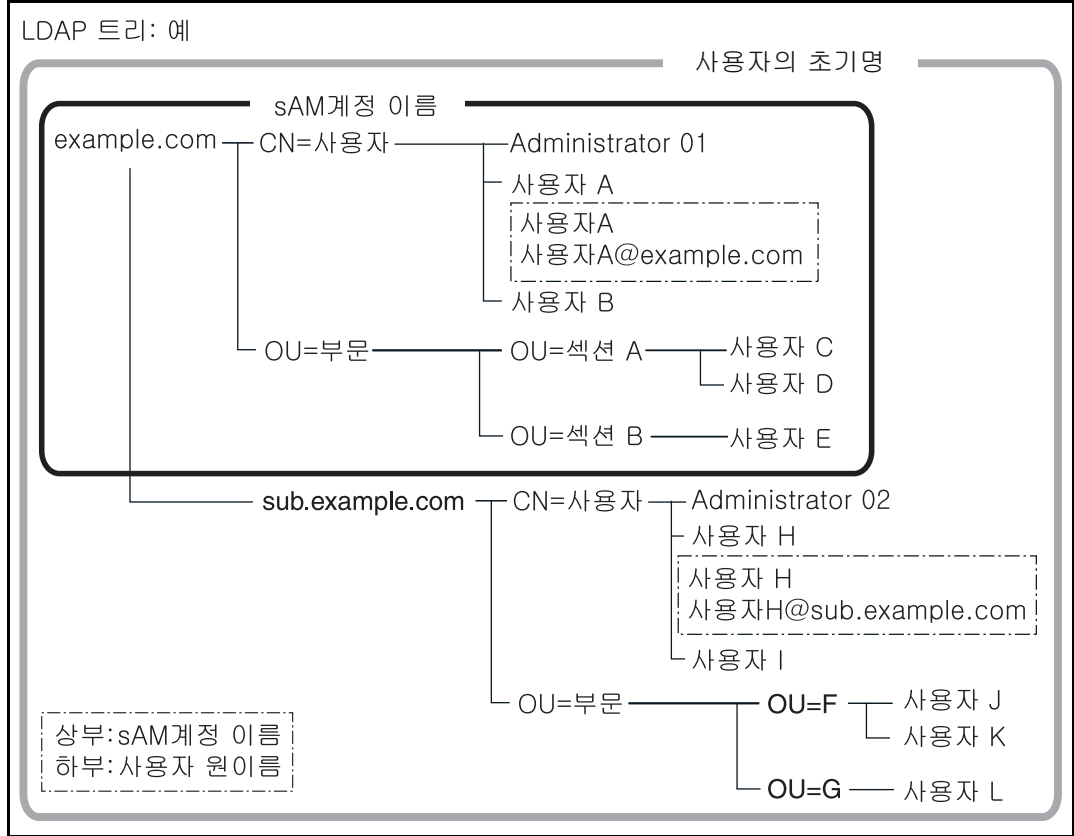 LDAP 트리: 예
사용자의 초기명
sAM계정 이름
example.com CN=사용자 Administrator 01
사용자 A
사용자A
사용자A@example.com
사용자 B
OU=부문 OU=섹션 A 사용자 C
사용자 D
OU=섹션 B 사용자 E
sub.example.com CN=사용자 Administrator 02
사용자 H
사용자 H
사용자H@sub.example.com
사용자 I
OU=부문 OU=F 사용자 J
사용자 K
OU=G 사용자 L
상부:sAM계정 이름
하부:사용자 원이름